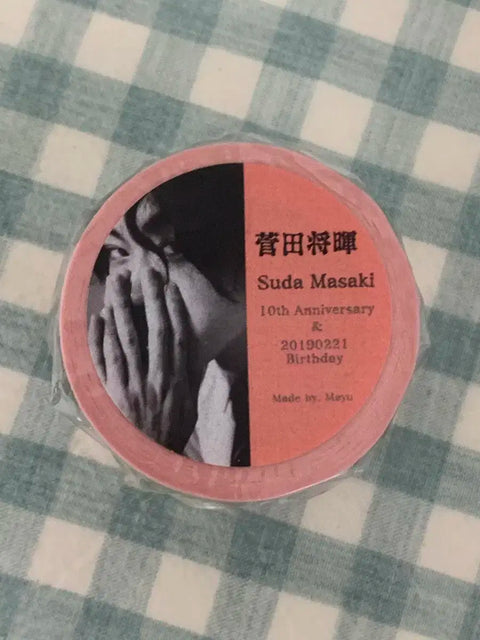 菅田将暉
Suda Masaki
10th Anniversary
&
20190221
Birthday
Made by. Mayu